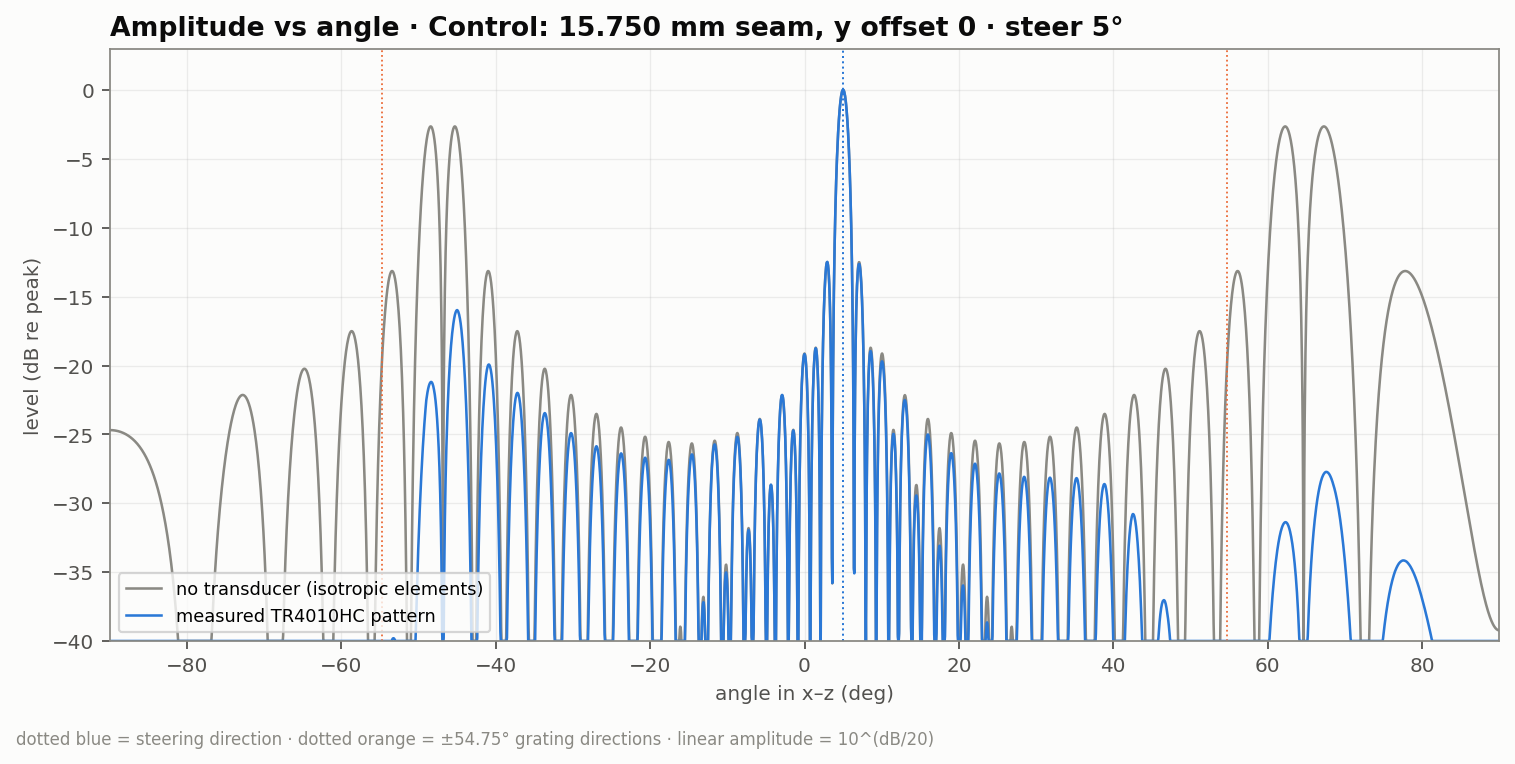 Amplitude vs angle · Control: 15.750 mm seam, y offset 0 · steer 5°
level (dB re peak)
0
−5
−10
−15
−20
−25
−30
−35
−40
no transducer (isotropic elements)
measured TR4010HC pattern
−80 −60 −40 −20 0 20 40 60 80
angle in x–z (deg)
dotted blue = steering direction · dotted orange = ±54.75° grating directions · linear amplitude = 10^(dB/20)